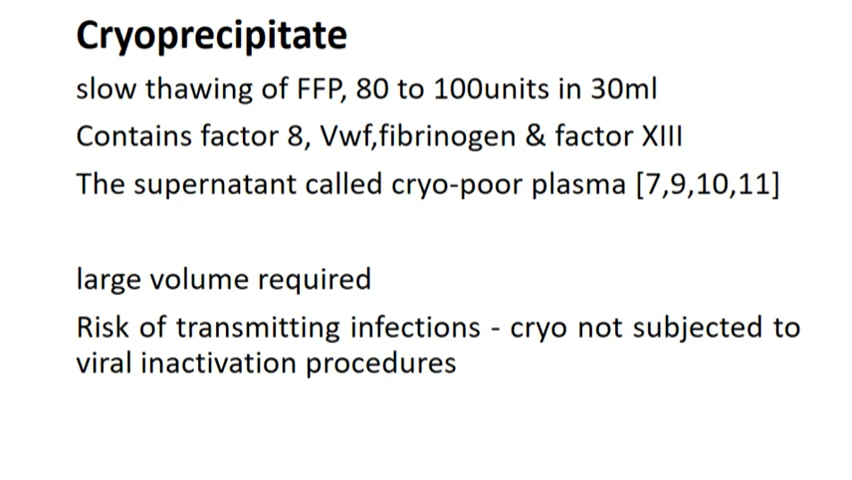 Cryoprecipitate
slow thawing of FFP, 80 to 100units in 30ml
Contains factor 8, Vwf,fibrinogen & factor XIII
The supernatant called cryo-poor plasma [7,9,10,11]
large volume required
Risk of transmitting infections - cryo not subjected to
viral inactivation procedures